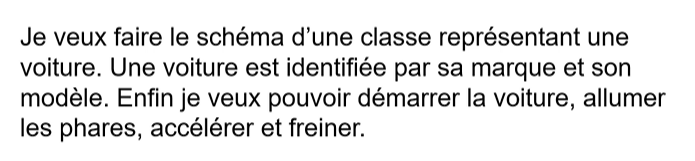 Je veux faire le schéma d’une classe représentant une
voiture. Une voiture est identifiée par sa marque et son
modèle. Enfin je veux pouvoir démarrer la voiture, allumer
les phares, accélérer et freiner.